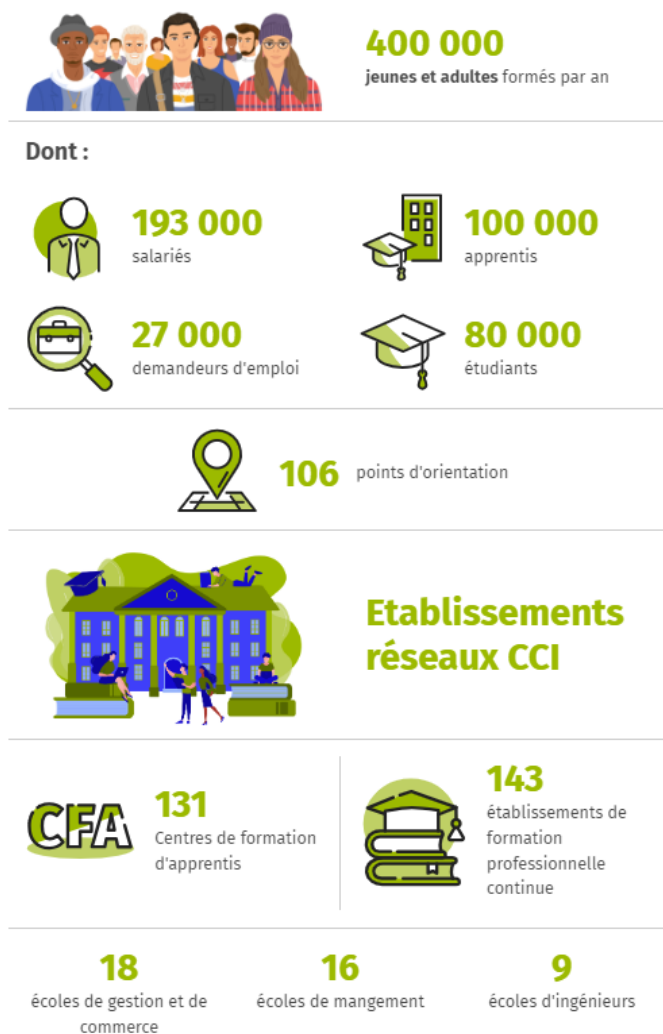 400 000
jeunes et adultes formés par an
Dont :
193 000
salariés
100 000
apprentis
27 000
demandeurs d'emploi
80 000
étudiants
106 points d'orientation
Etablissements
réseaux CCI
CFA
131
Centres de formation
d'apprentis
143
établissements de
formation
professionnelle
continue
18
écoles de gestion et de
commerce
16
écoles de mangement
9
écoles d'ingénieurs